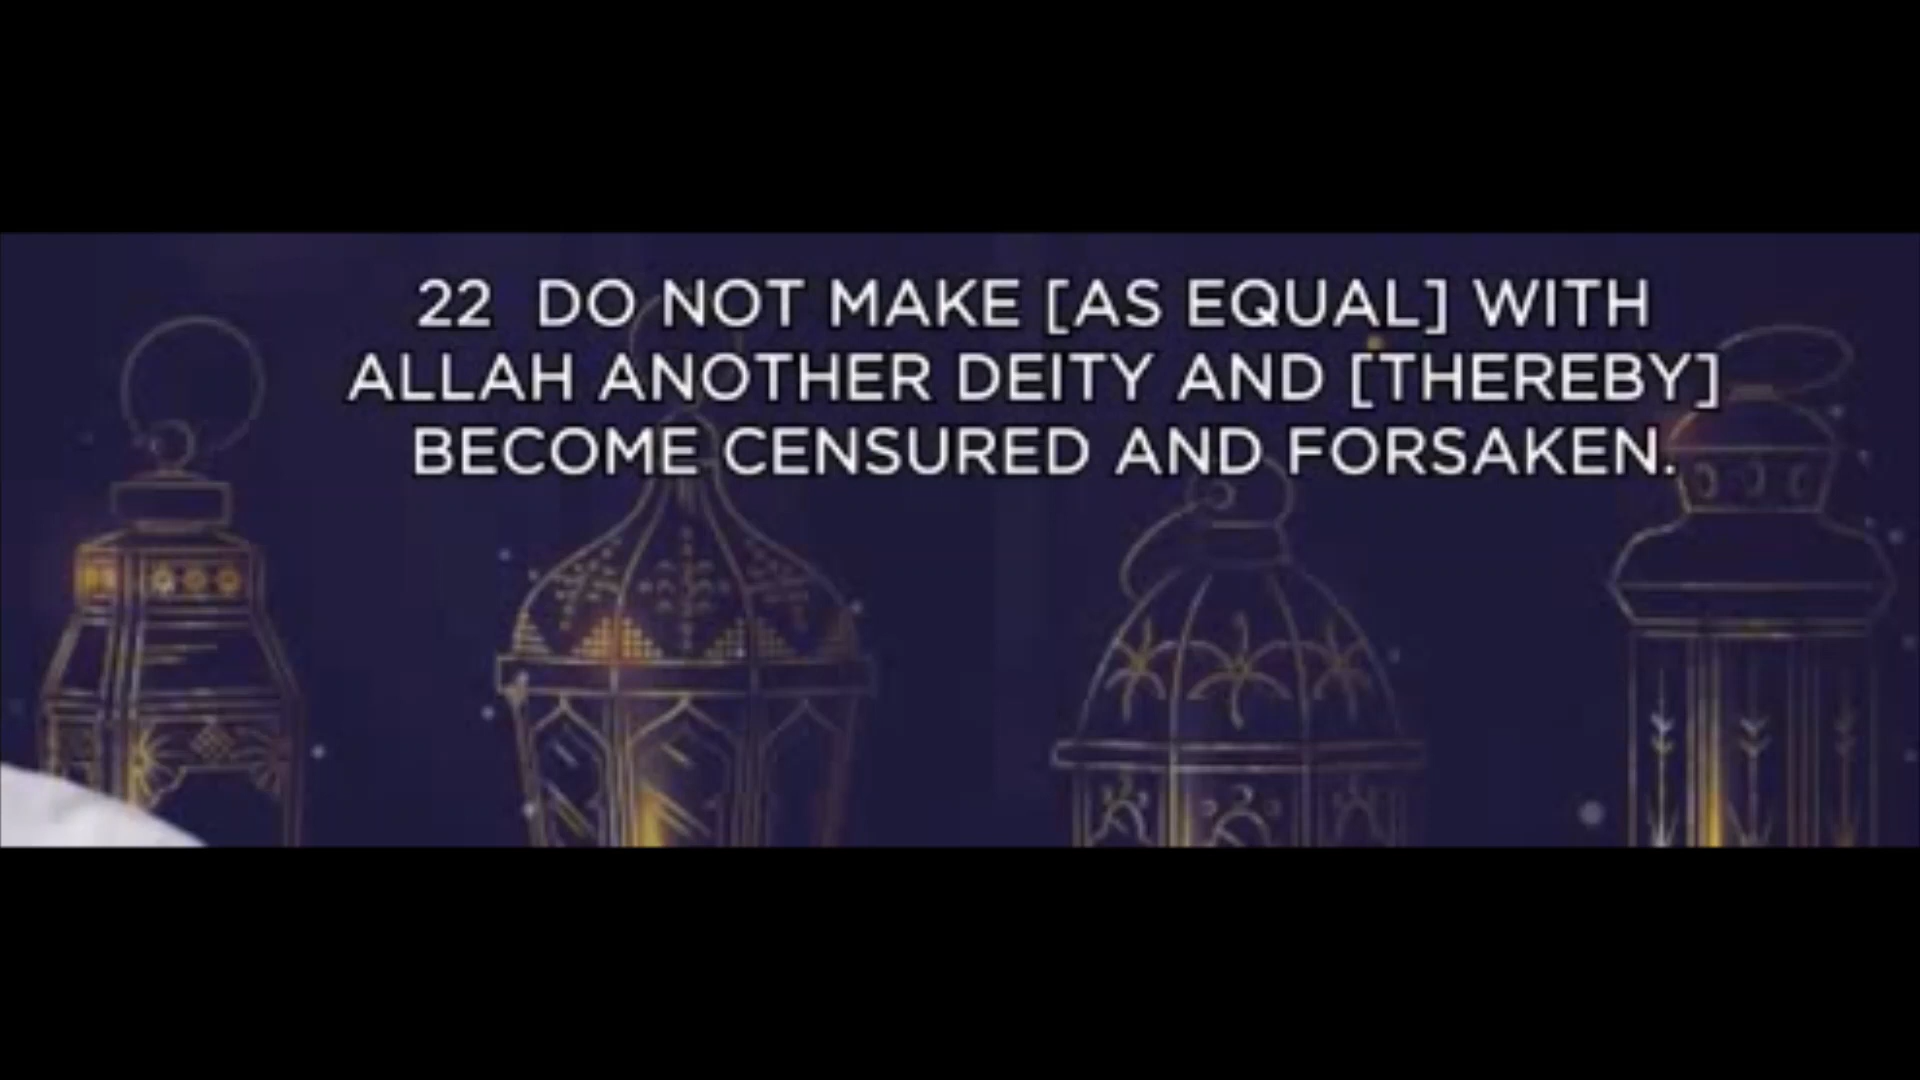 22 DO NOT MAKE [AS EQUAL] WITH
ALLAH ANOTHER DEITY AND [THEREBY]
BECOME CENSURED AND FORSAKEN.